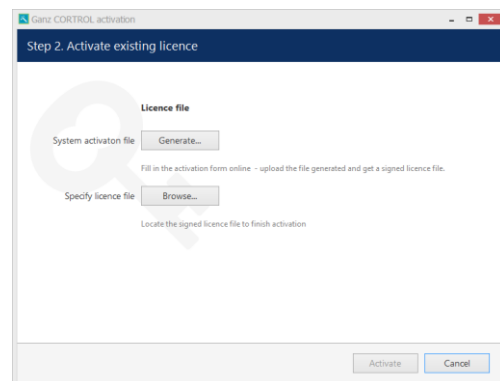 Ganz CORTROL activation
Step 2. Activate existing licence
Licence file
System activaton file Generate...
Fill in the activation form online - upload the file generated and get a signed licence file.
Specify licence file Browse...
Locate the signed licence file to finish activation
Activate Cancel